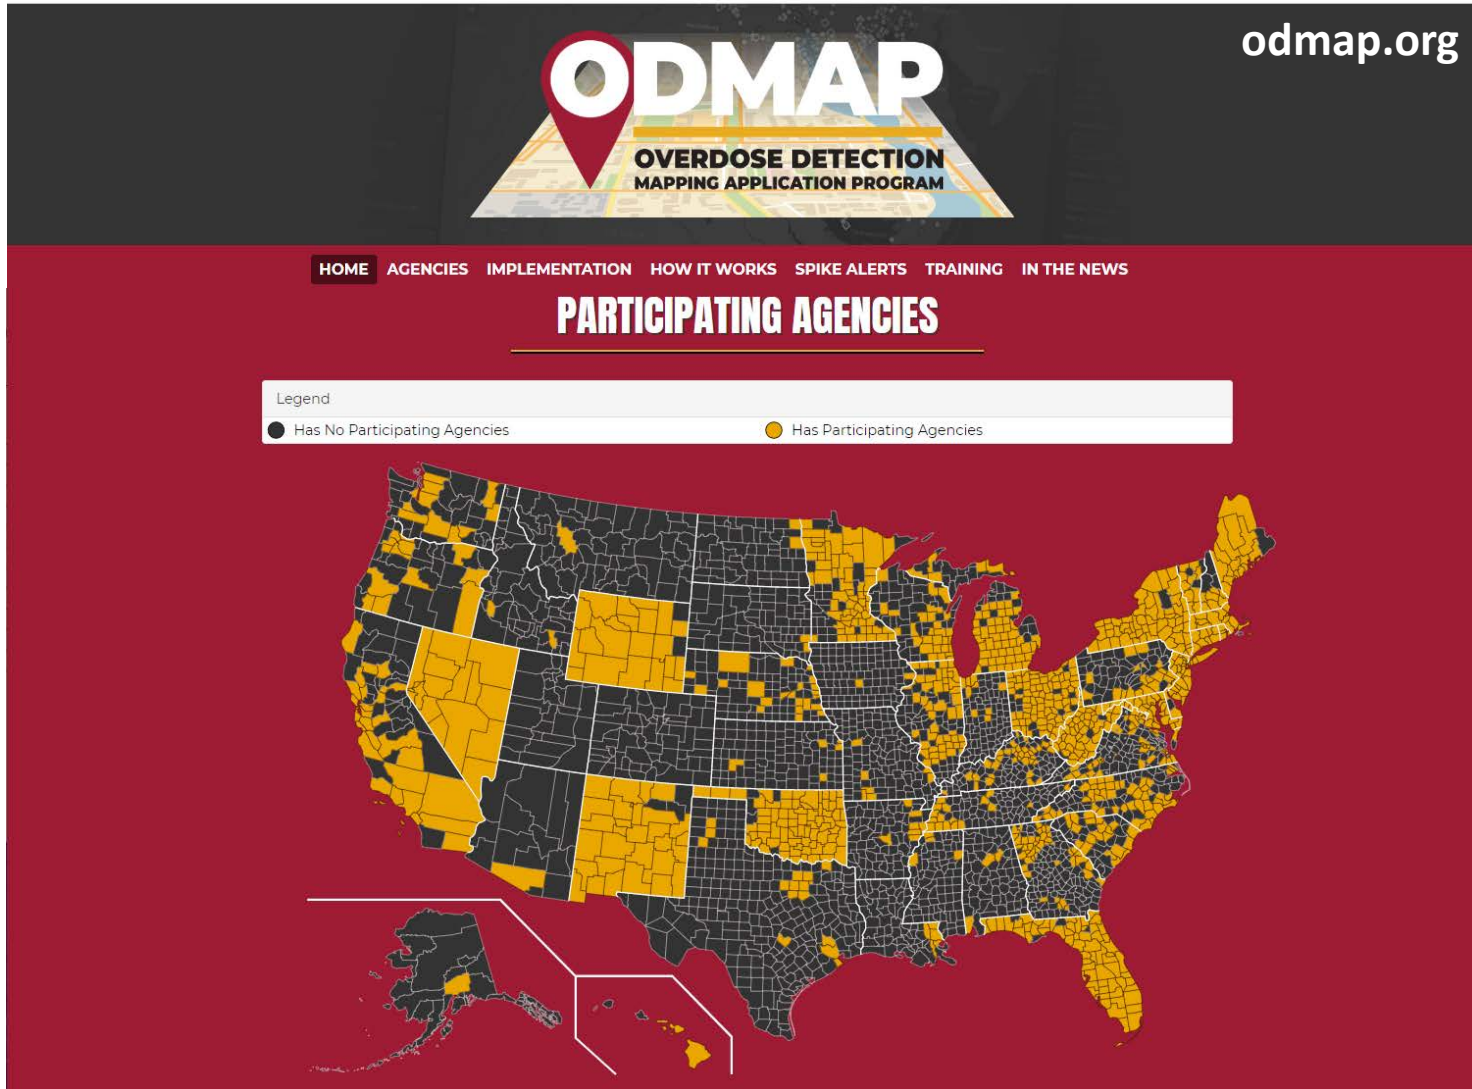 odmap.org
ODMAP
OVERDOSE DETECTION
MAPPING APPLICATION PROGRAM
HOME AGENCIES IMPLEMENTATION HOW IT WORKS SPIKE ALERTS TRAINING IN THE NEWS
PARTICIPATING AGENCIES
Legend
Has No Participating Agencies Has Participating Agencies